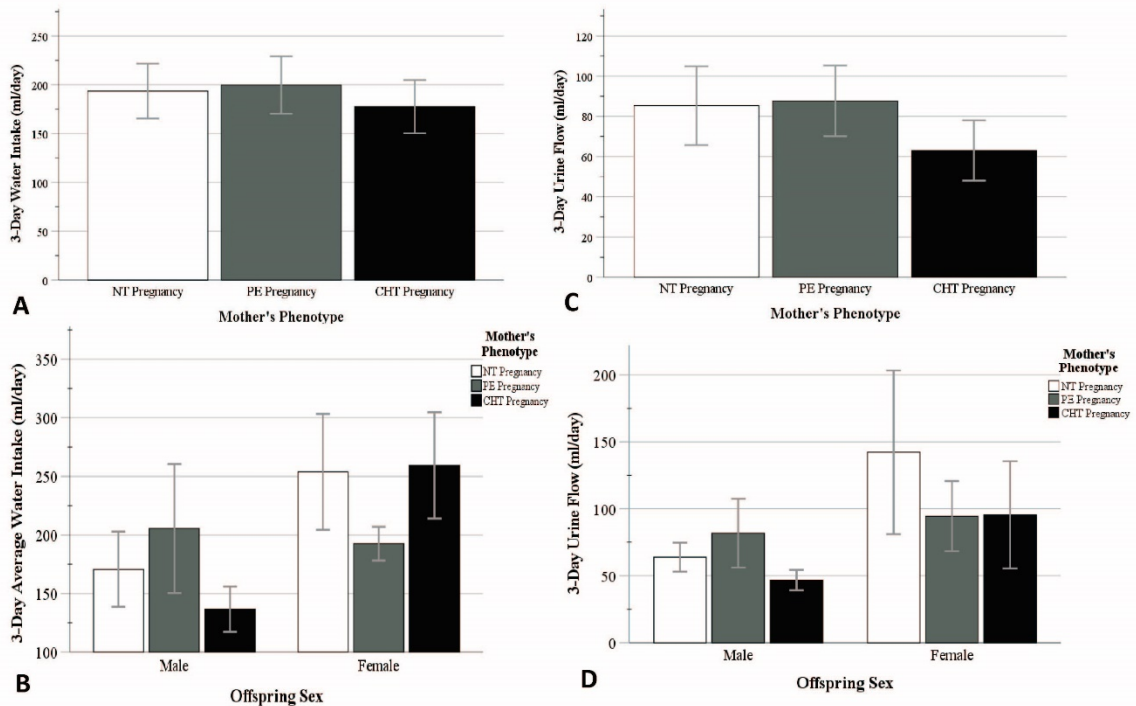 3-Day Water Intake (ml/day)
250
200
150
100
50
0
NT Pregnancy
PE Pregnancy
CHT Pregnancy
Mother's Phenotype
A
3-Day Urine Flow (ml/day)
120
100
80
60
40
20
0
NT Pregnancy
PE Pregnancy
CHT Pregnancy
Mother's Phenotype
C
3-Day Average Water Intake (ml/day)
350
300
250
200
150
100
Mother's
Phenotype
NT Pregnancy
PE Pregnancy
CHT Pregnancy
Male
Female
Offspring Sex
B
3-Day Urine Flow (ml/day)
200
150
100
50
0
Mother's
Phenotype
NT Pregnancy
PE Pregnancy
CHT Pregnancy
Male
Female
Offspring Sex
D